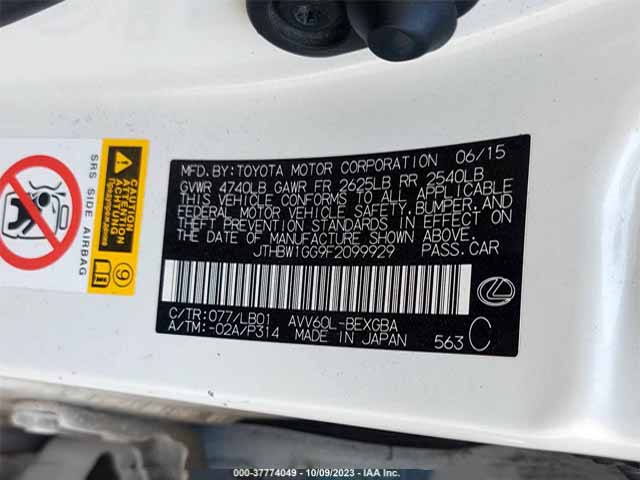 MFD. BY: TOYOTA MOTOR CORPORATION 06/15
GVWR 4740LB GAWR FR 2625LB RR 2540LB
THIS VEHICLE CONFORMS TO ALL APPLICABLE
FEDERAL MOTOR VEHICLE SAFETY, BUMPER, AND
THEFT PREVENTION STANDARDS IN EFFECT ON
THE DATE OF MANUFACTURE SHOWN ABOVE.
JTHBW1GG9F2099929 PASS. CAR
C/TR: 077/LB01 AVV60L-BEXGBA
A/TM: -02A/P314 MADE IN JAPAN 563 C
SRS SIDE AIRBAG
CAUTION
ATTENTION
ACHTUNG
9
000-37774049 - 10/09/2023 - IAA Inc.